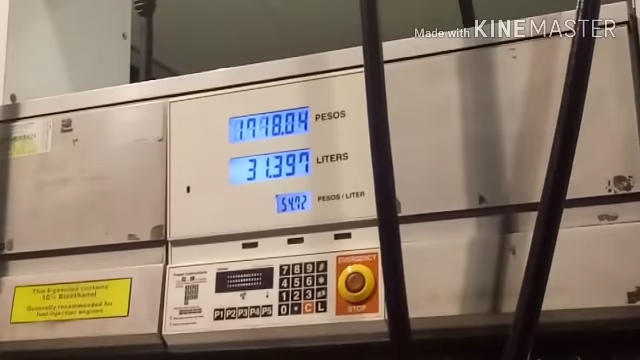 Made with KINEMASTER
1778.04 PESOS
31.397 LITERS
54.72 PESOS/LITER
EMERGENCY
7 8 9
4 5 6
1 2 3
0 * C L
P1 P2 P3 P4 P5
STOP
This E-gasoline contains
10% Bioethanol
Generally recommended for
fuel-injection engines